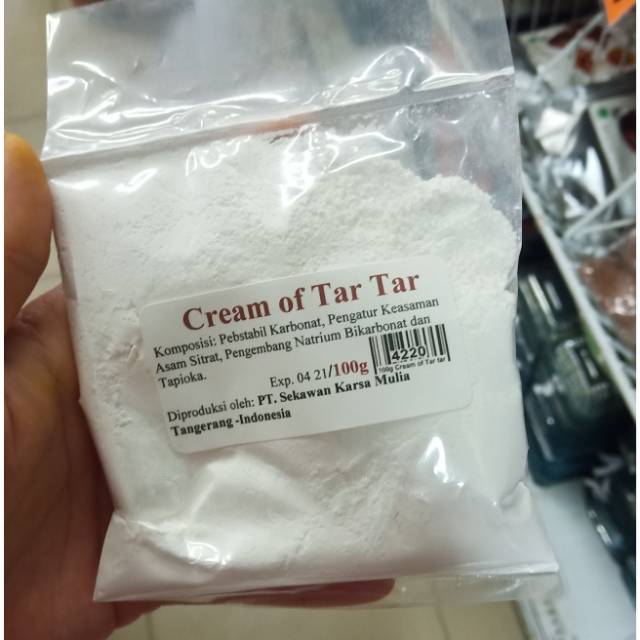 Cream of Tar Tar
Komposisi: Pebstabil Karbonat, Pengatur Keasaman
Asam Sitrat, Pengembang Natrium Bikarbonat dan
Tapioka.
Exp. 04 21/100g
4220
100g Cream of Tar tar
Diproduksi oleh: PT. Sekawan Karsa Mulia
Tangerang -Indonesia